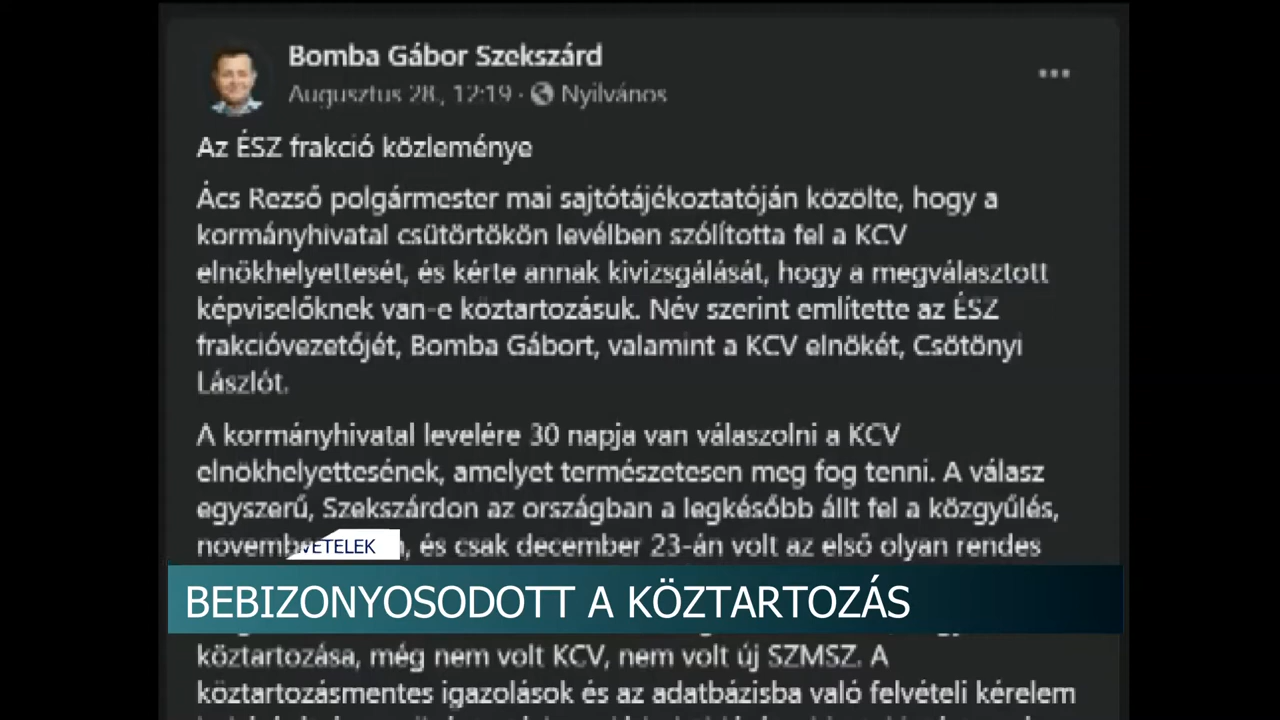 Bomba Gábor Szekszárd
Augusztus 28., 12:19 · Nyilvános
Az ÉSZ frakció közleménye
Ács Rezső polgármester mai sajtótájékoztatóján közölte, hogy a
kormányhivatal csütörtökön levélben szólította fel a KCV
elnökhelyettesét, és kérte annak kivizsgálását, hogy a megválasztott
képviselőknek van-e köztartozásuk. Név szerint említette az ÉSZ
frakcióvezetőjét, Bomba Gábort, valamint a KCV elnökét, Csötönyi
Lászlót.
A kormányhivatal levelére 30 napja van válaszolni a KCV
elnökhelyettesének, amelyet természetesen meg fog tenni. A válasz
egyszerű, Szekszárdon az országban a legkésőbb állt fel a közgyűlés,
és csak december 23-án volt az első olyan rendes
BEBIZONYOSODOTT A KÖZTARTOZÁS
köztartozása, még nem volt KCV, nem volt új SZMSZ. A
köztartozásmentes igazolások és az adatbázisba való felvételi kérelem